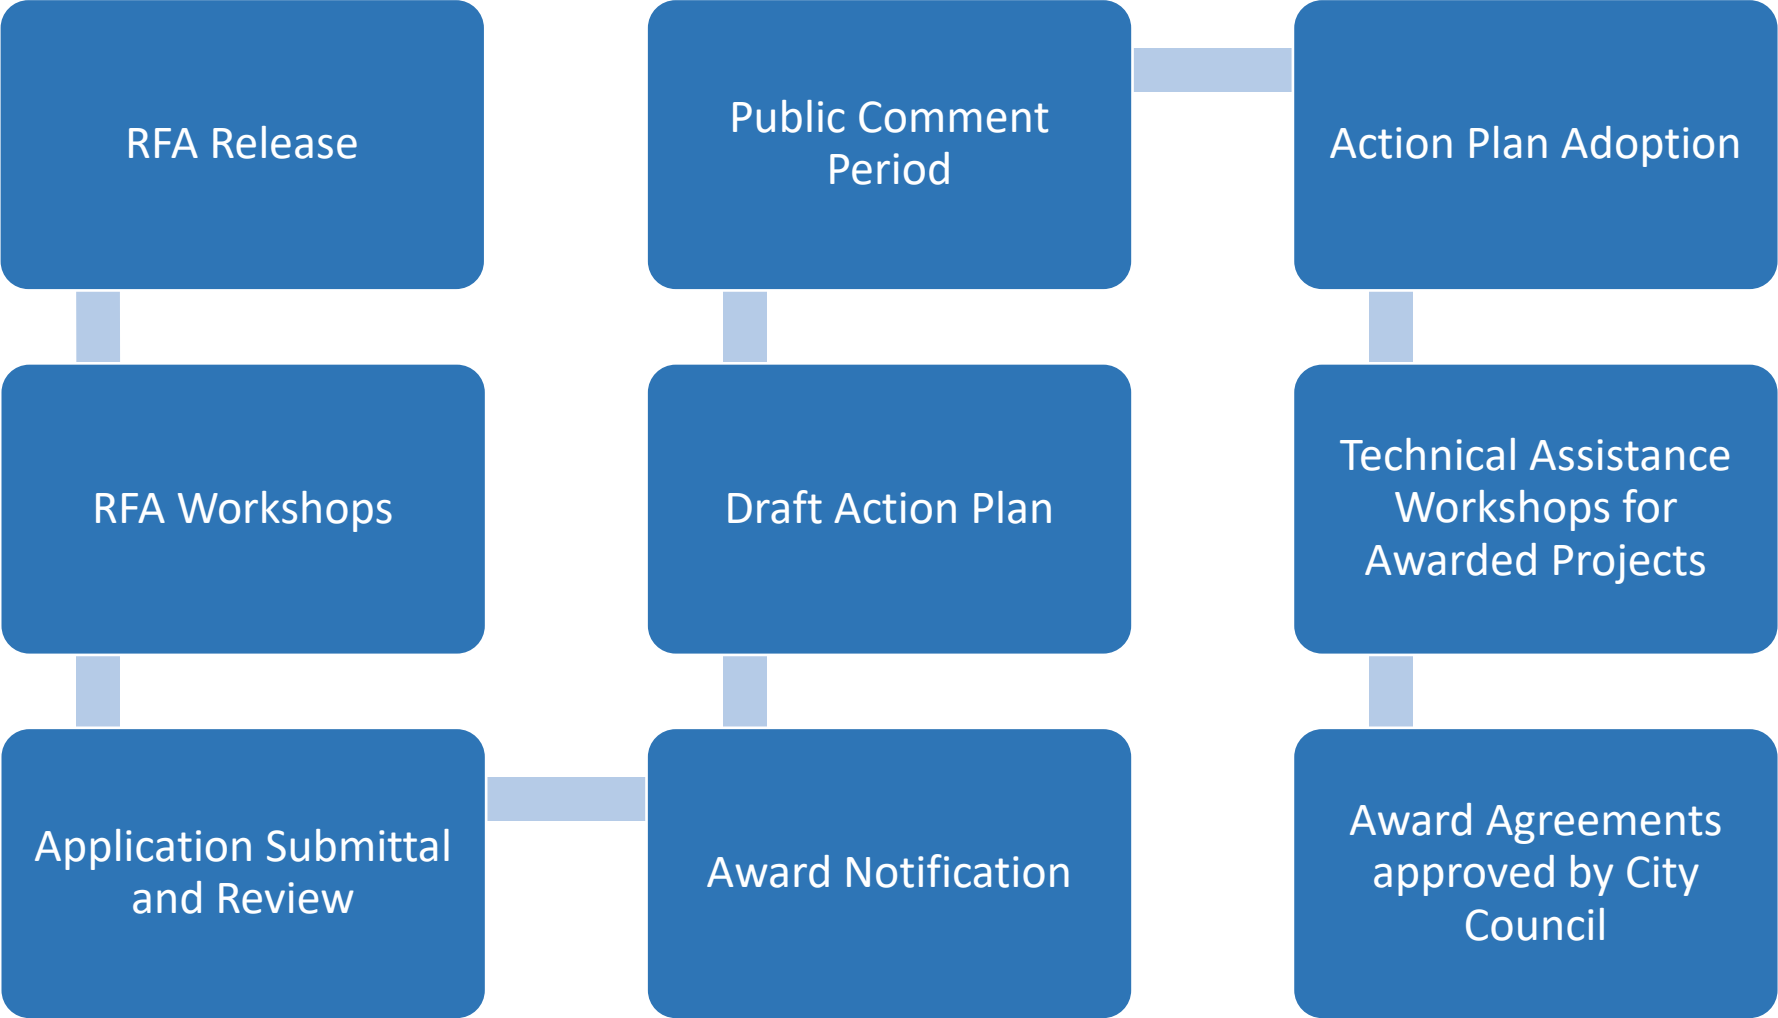 RFA Release
RFA Workshops
Application Submittal
and Review
Award Notification
Draft Action Plan
Public Comment
Period
Action Plan Adoption
Technical Assistance
Workshops for
Awarded Projects
Award Agreements
approved by City
Council